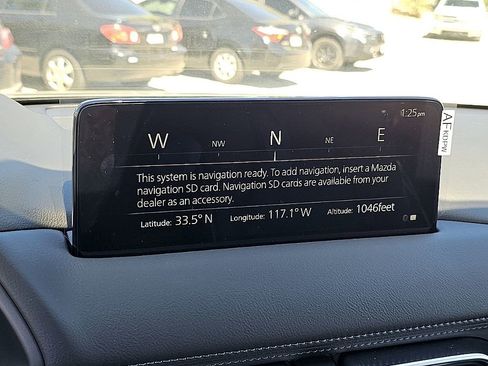 1:25pm
W NW N NE E
This system is navigation ready. To add navigation, insert a Mazda
navigation SD card. Navigation SD cards are available from your
dealer as an accessory.
Latitude: 33.5° N Longitude: 117.1° W Altitude: 1046feet
0